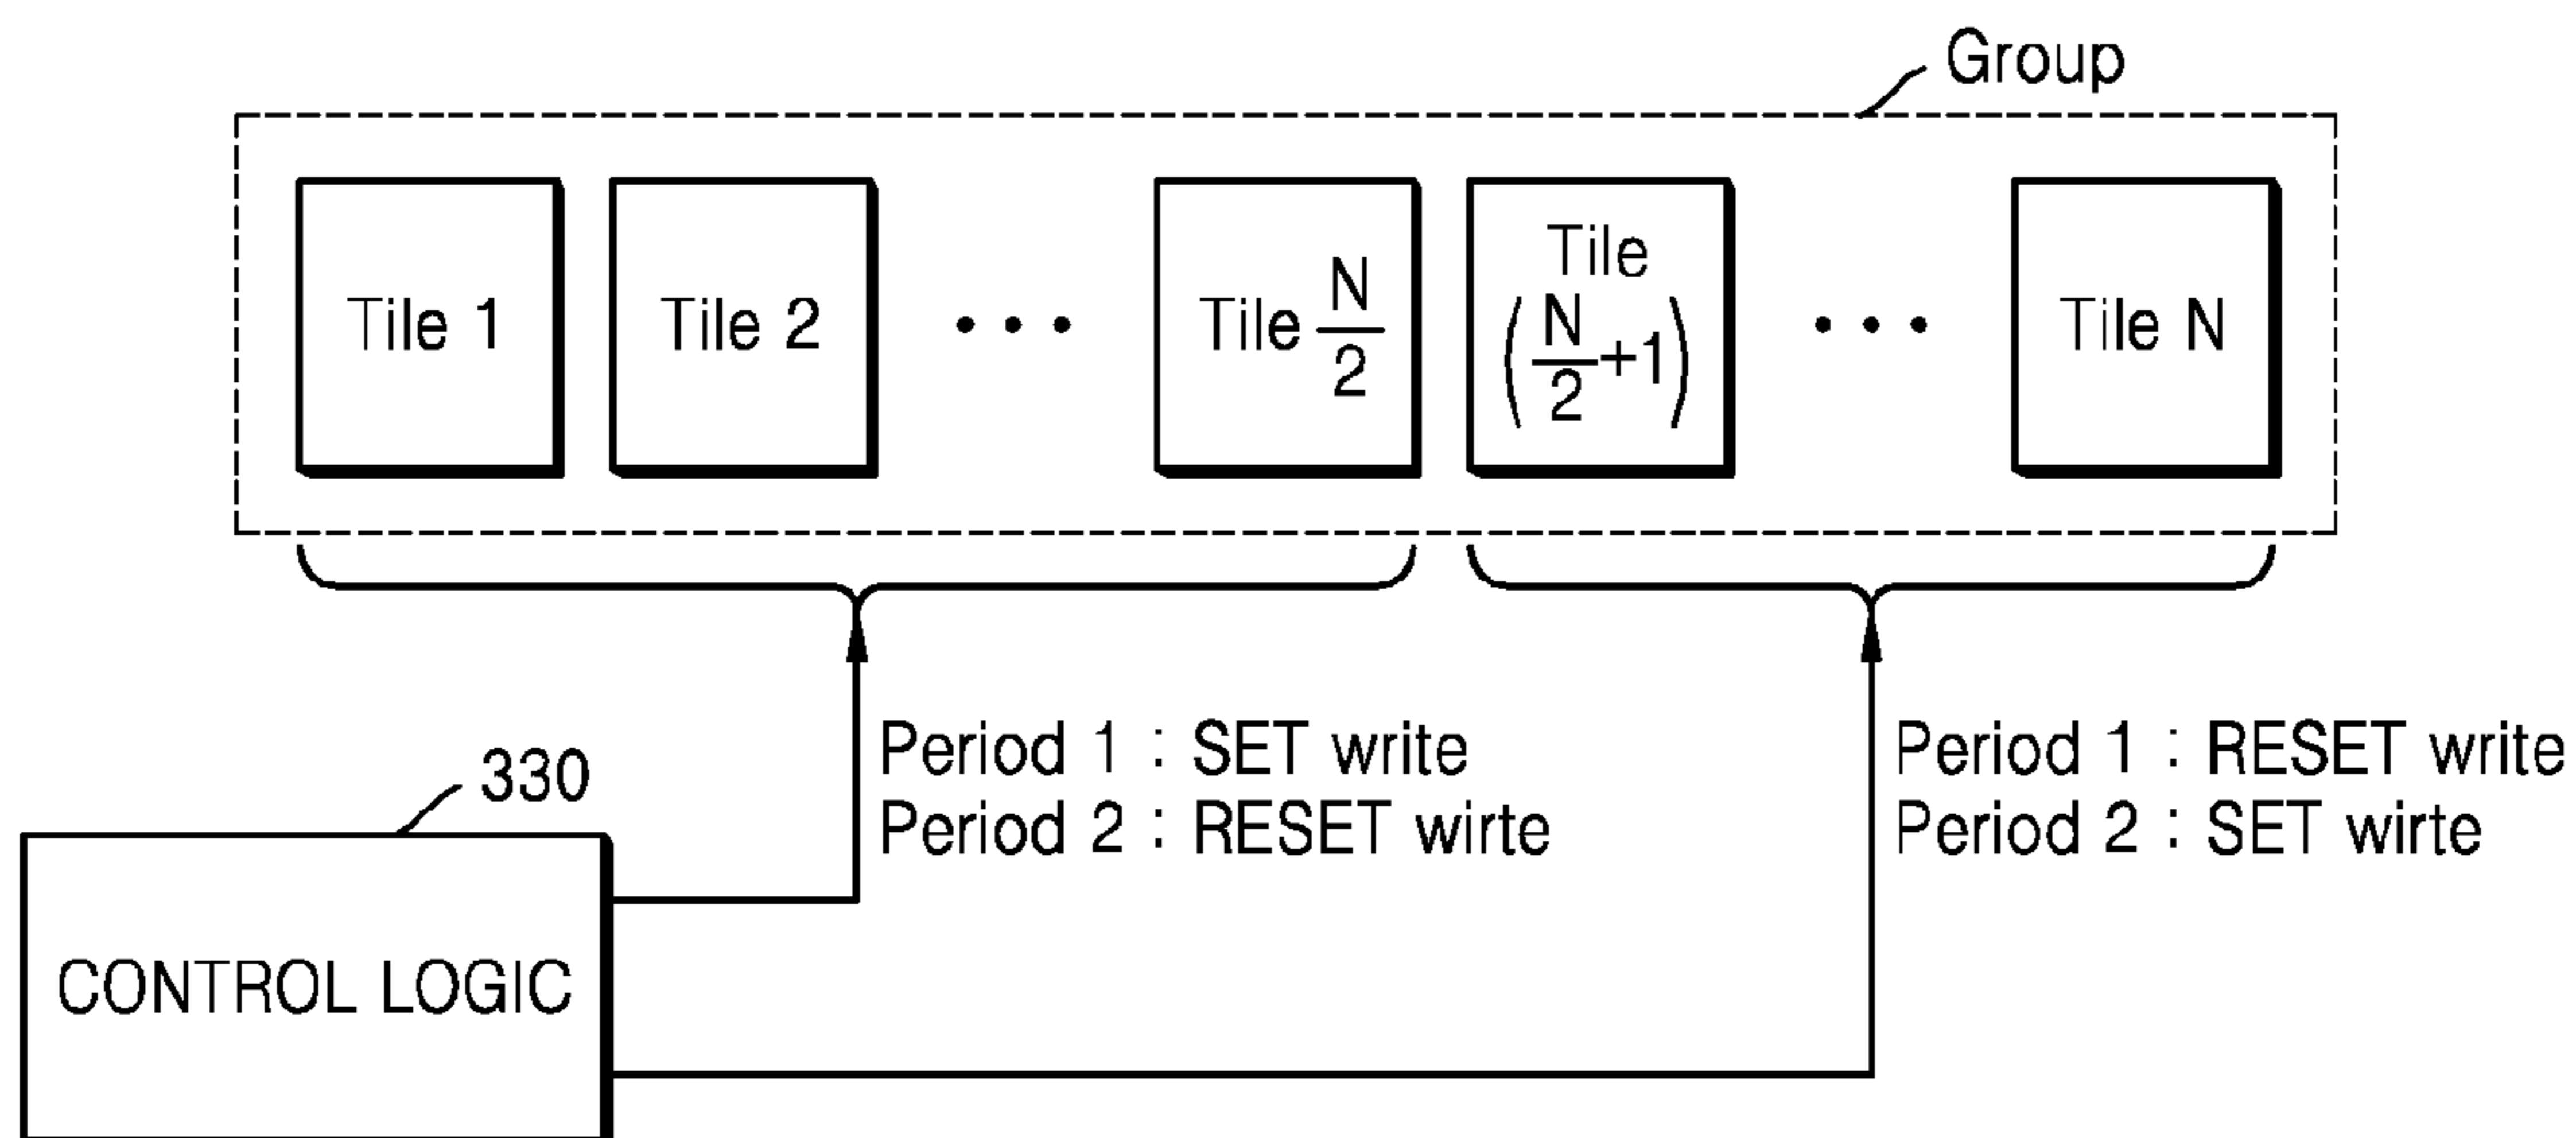 Group
Tile 1
Tile 2
• • •
Tile N/2
Tile
(N/2+1)
• • •
Tile N
Period 1 : SET write
Period 2 : RESET wirte
Period 1 : RESET write
Period 2 : SET wirte
330
CONTROL LOGIC